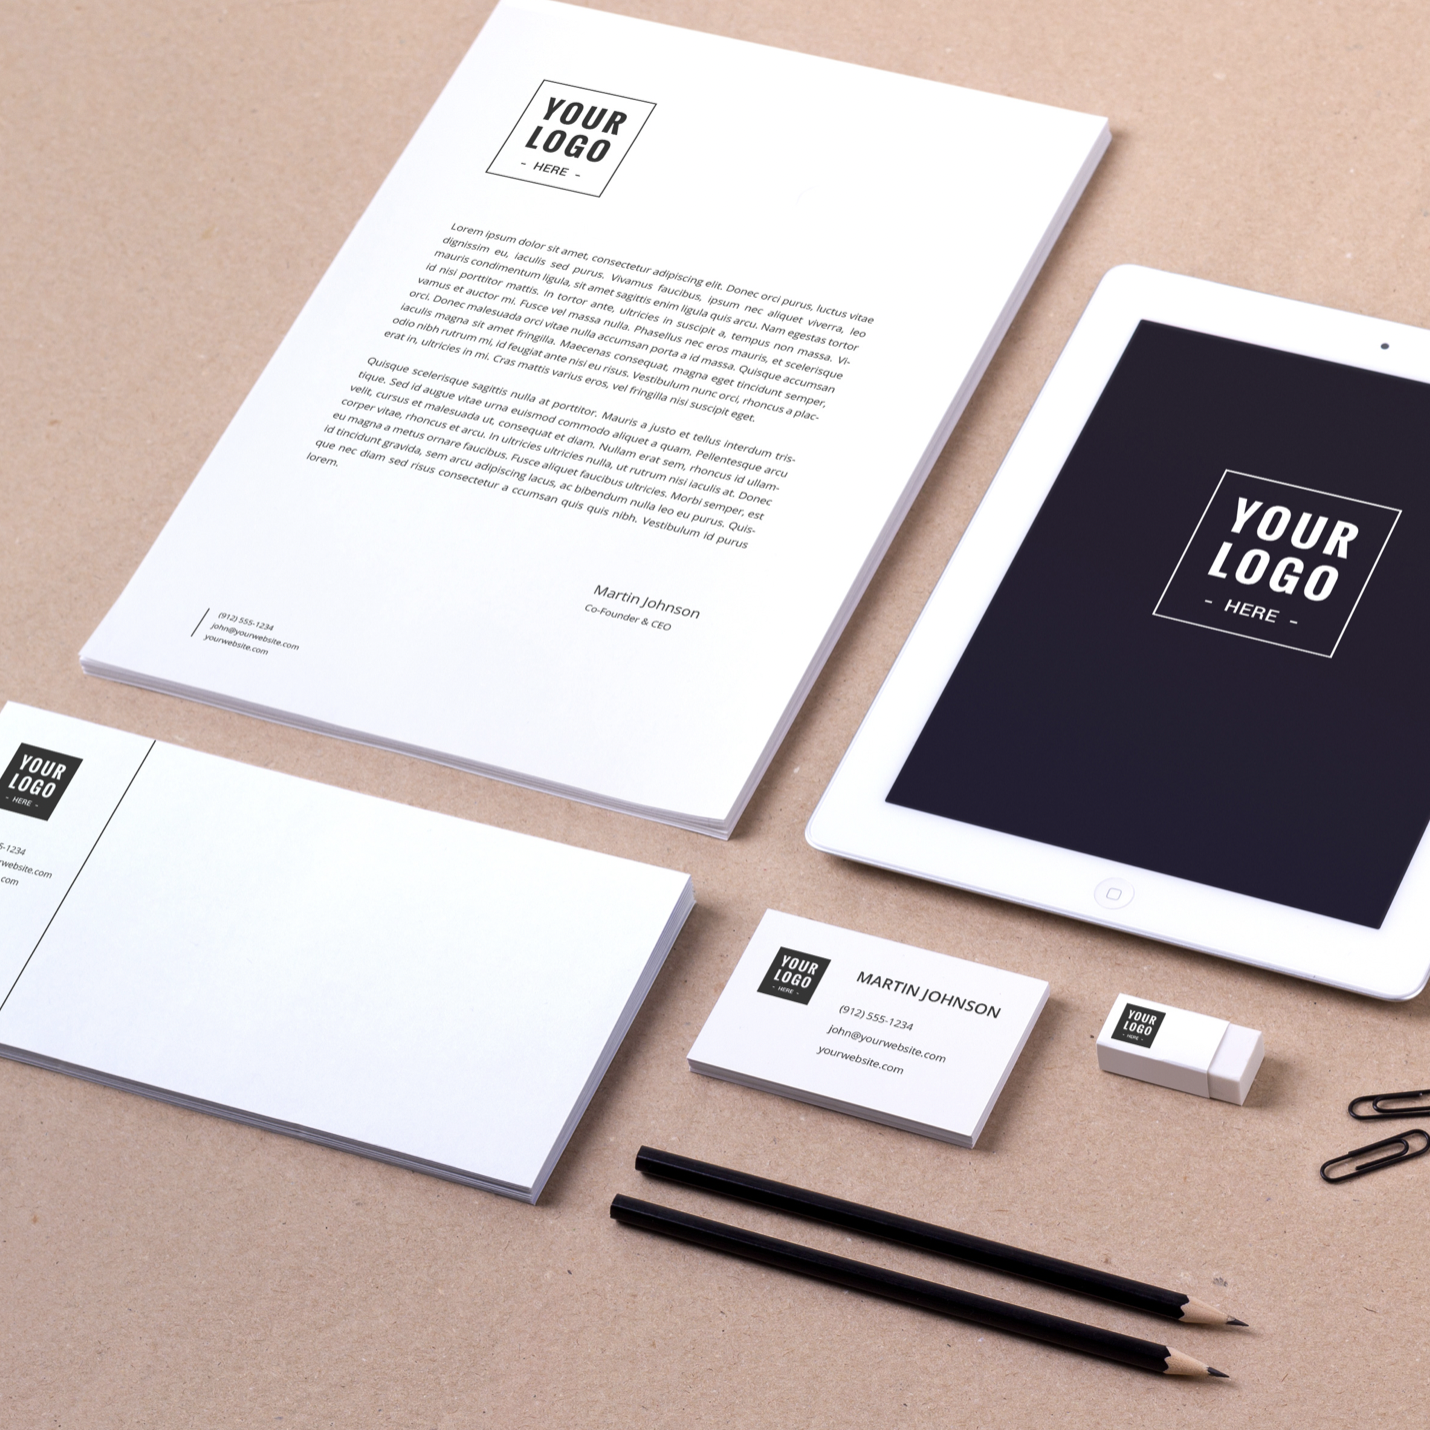 YOUR
LOGO
- HERE -
Lorem ipsum dolor sit amet, consectetur adipiscing elit. Donec orci purus, luctus vitae
dignissim eu, iaculis sed purus. Vivamus faucibus, ipsum nec aliquet viverra, leo
mauris condimentum ligula, sit amet sagittis enim ligula quis arcu. Nam egestas tortor
id nisi porttitor mattis. In tortor ante, ultricies in suscipit a, tempus non massa. Vi-
vamus et auctor mi. Fusce vel massa nulla. Phasellus nec eros mauris, et scelerisque
orci. Donec malesuada orci vitae nulla accumsan porta a id massa. Quisque accumsan
iaculis magna sit amet fringilla. Maecenas consequat, magna eget tincidunt semper,
odio nibh rutrum mi, id feugiat ante nisi eu risus. Vestibulum nunc orci, rhoncus a plac-
erat in, ultricies in mi. Cras mattis varius eros, vel fringilla nisi suscipit eget.
Quisque scelerisque sagittis nulla at porttitor. Mauris a justo et tellus interdum tris-
tique. Sed id augue vitae urna euismod commodo aliquet a quam. Pellentesque arcu
velit, cursus et malesuada ut, consequat et diam. Nullam erat sem, rhoncus id ullam-
corper vitae, rhoncus et arcu. In ultricies ultricies nulla, ut rutrum nisi iaculis at. Donec
eu magna a metus ornare faucibus. Fusce aliquet faucibus ultricies. Morbi semper, est
id tincidunt gravida, sem arcu adipiscing lacus, ac bibendum nulla leo eu purus. Quis-
que nec diam sed risus consectetur a ccumsan quis quis nibh. Vestibulum id purus
lorem.
Martin Johnson
Co-Founder & CEO
(912) 555-1234
john@yourwebsite.com
yourwebsite.com
YOUR
LOGO
- HERE -
YOUR
LOGO
- HERE -
5-1234
rwebsite.com
.com
YOUR
LOGO
- HERE -
MARTIN JOHNSON
(912) 555-1234
john@yourwebsite.com
yourwebsite.com
YOUR
LOGO
- HERE -